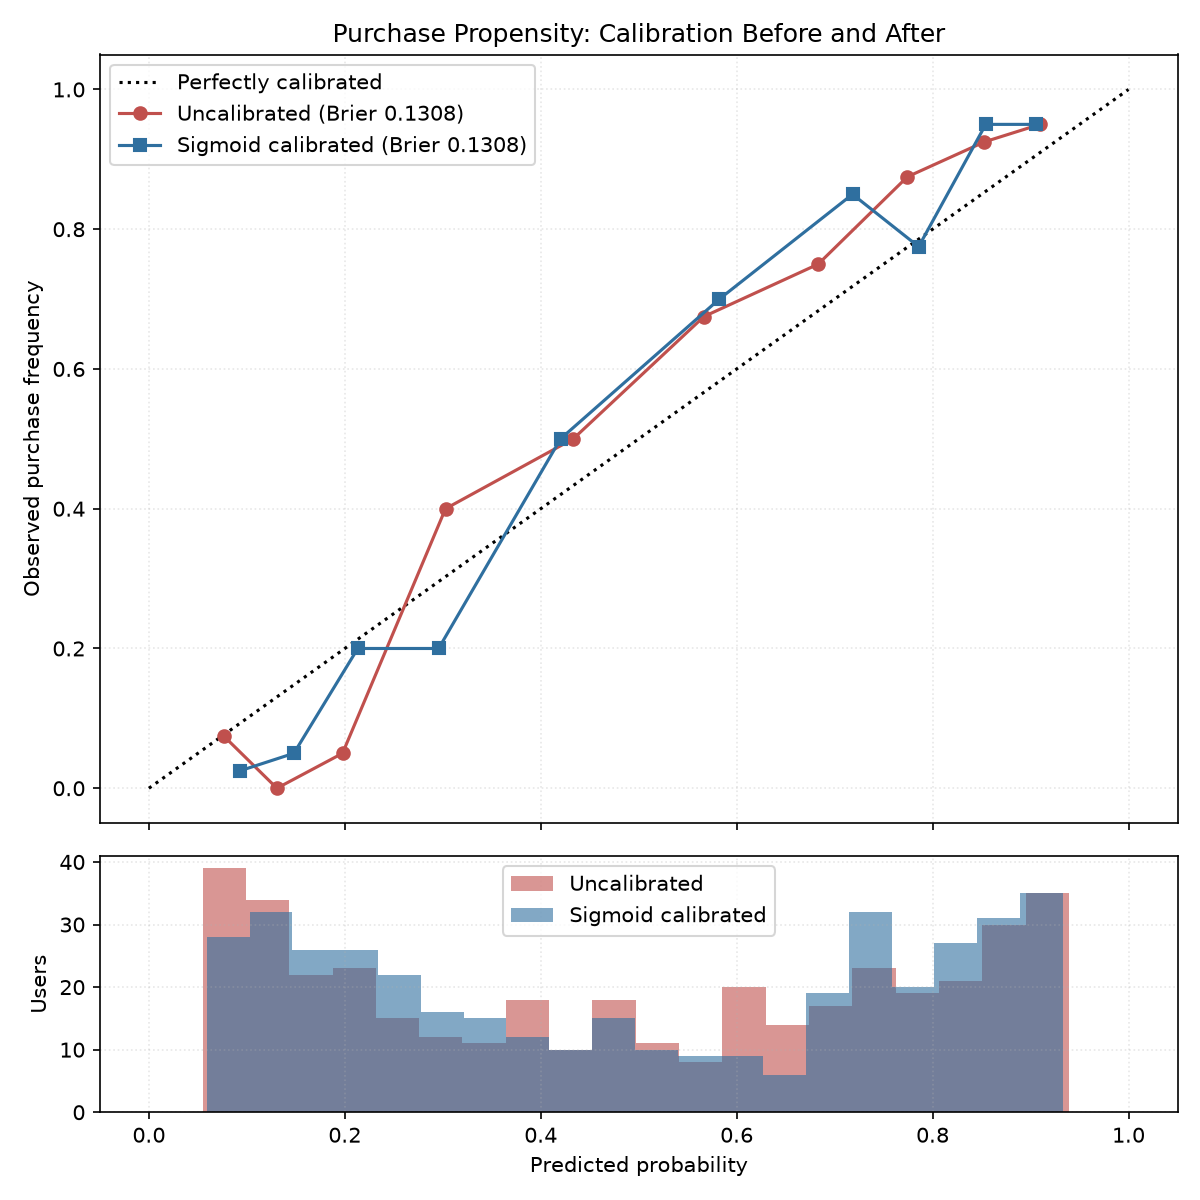 Purchase Propensity: Calibration Before and After
Perfectly calibrated
Uncalibrated (Brier 0.1308)
Sigmoid calibrated (Brier 0.1308)
1.0
0.8
0.6
0.4
0.2
0.0
Observed purchase frequency
Uncalibrated
Sigmoid calibrated
40
30
20
10
0
Users
0.0 0.2 0.4 0.6 0.8 1.0
Predicted probability